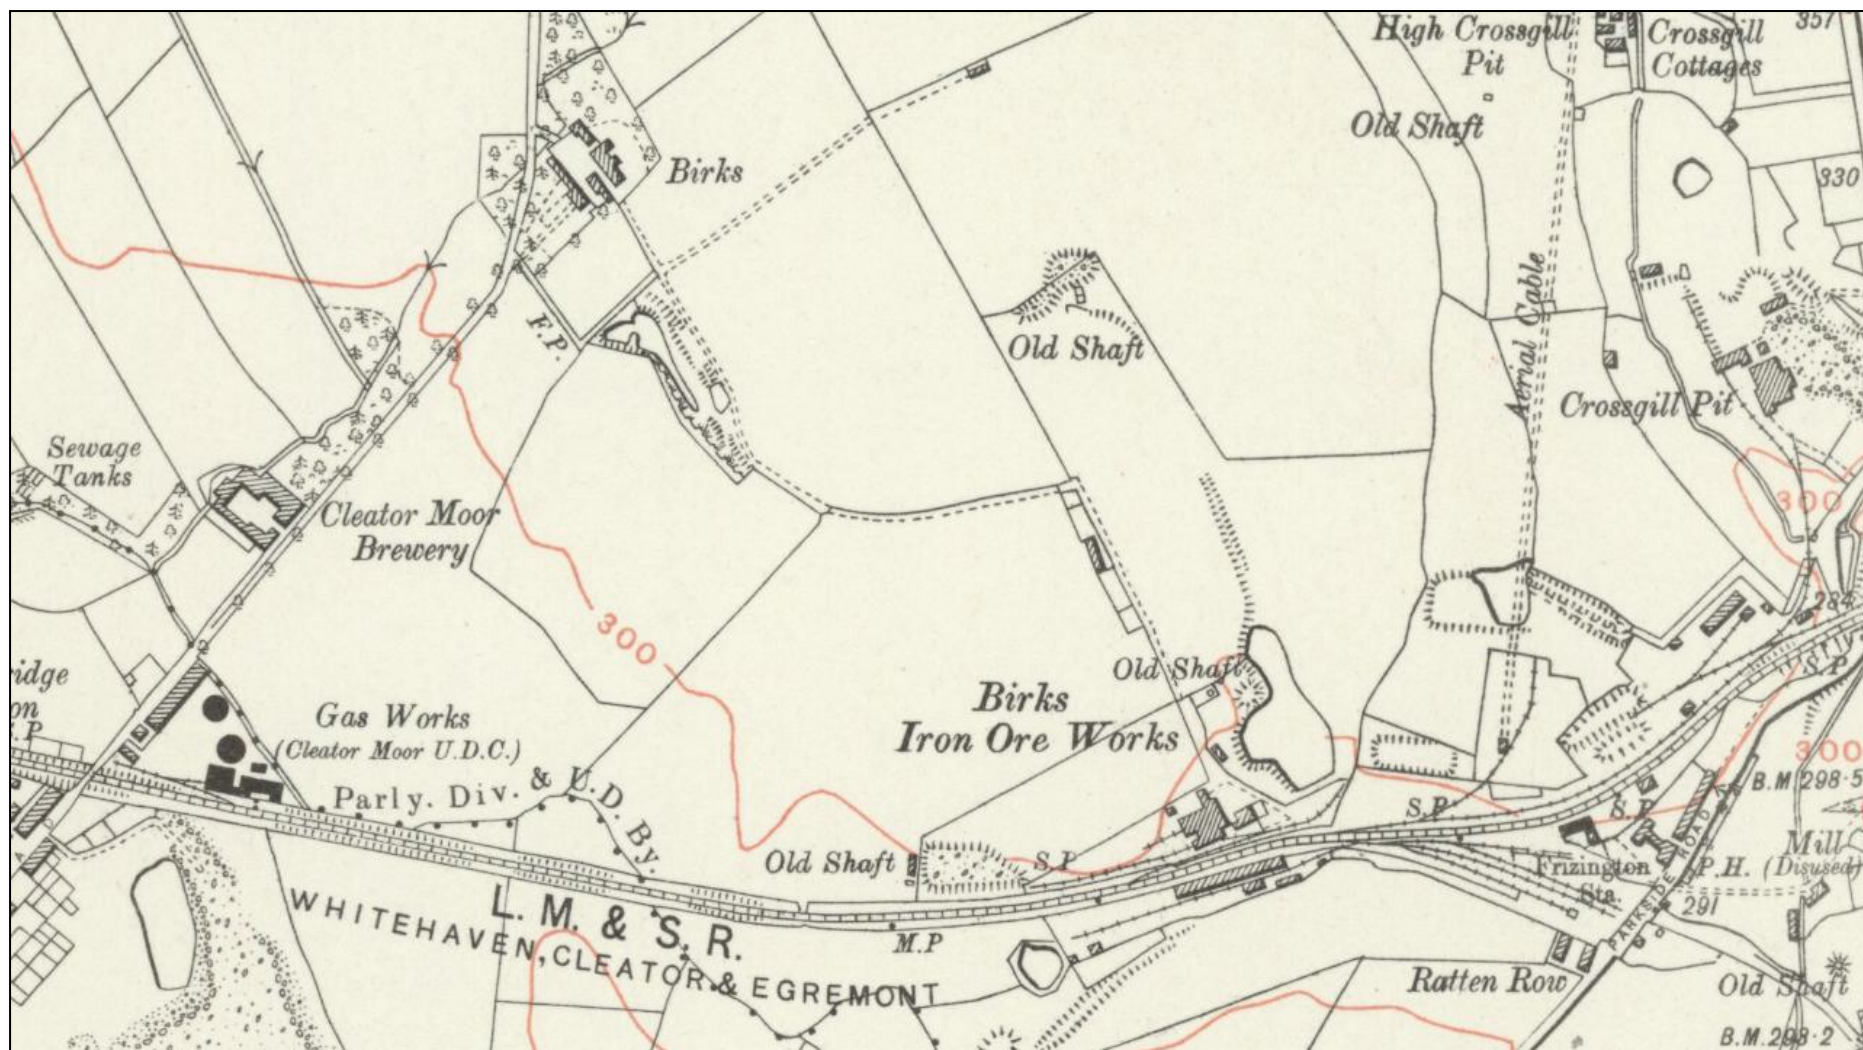 High Crossgill
Pit
Crossgill
Cottages
357
Old Shaft
Birks
330
Aerial Cable
F.P.
Old Shaft
Crossgill Pit
Sewage
Tanks
300
Cleator Moor
Brewery
284
300
Old Shaft
S.P
idge
on
.P
Birks
Iron Ore Works
Gas Works
(Cleator Moor U.D.C.)
300
B.M.298·5
Parly. Div. & U.D. By.
S.P
S.P
Mill
(Disused)
Old Shaft
S.P
Frizington
Sta.
P.H.
PARKSIDE ROAD
291
L. M. & S. R.
WHITEHAVEN, CLEATOR & EGREMONT
M.P
Ratten Row
Old Shaft
B.M.298·2